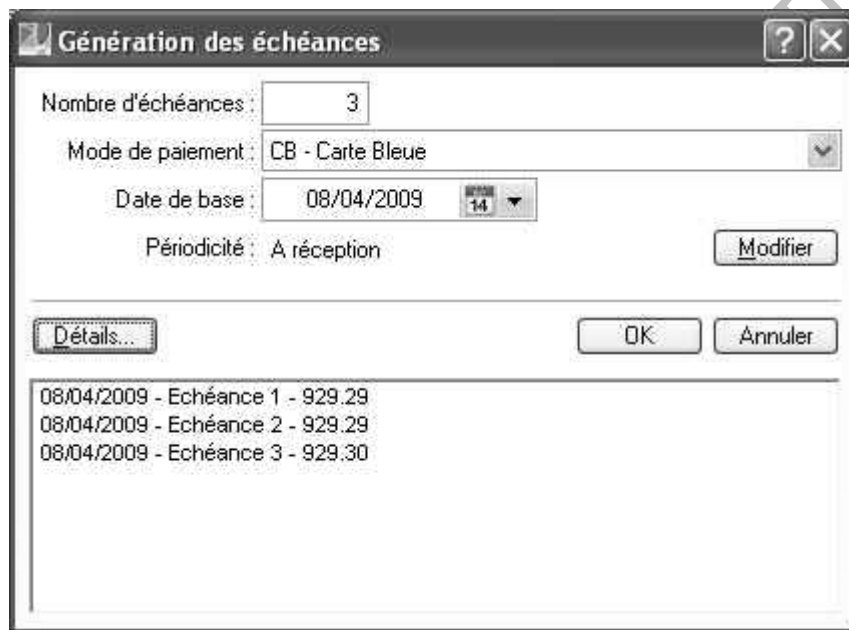 Génération des échéances
Nombre d'échéances : 3
Mode de paiement : CB - Carte Bleue
Date de base : 08/04/2009 14
Périodicité : A réception Modifier
Détails... OK Annuler
08/04/2009 - Echéance 1 - 929.29
08/04/2009 - Echéance 2 - 929.29
08/04/2009 - Echéance 3 - 929.30